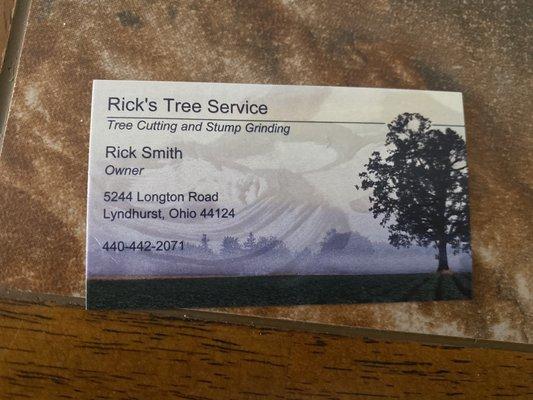 Rick's Tree Service
Tree Cutting and Stump Grinding
Rick Smith
Owner
5244 Longton Road
Lyndhurst, Ohio 44124
440-442-2071